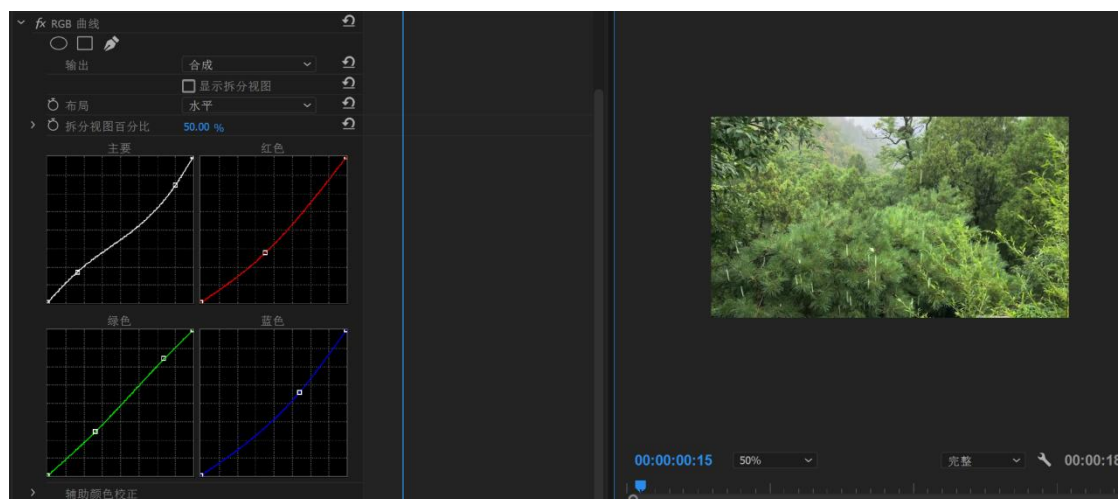 fx RGB 曲线
输出 合成
显示拆分视图
布局 水平
拆分视图百分比 50.00 %
主要 红色
绿色 蓝色
00:00:00:15 50% 完整 00:00:18
辅助颜色校正